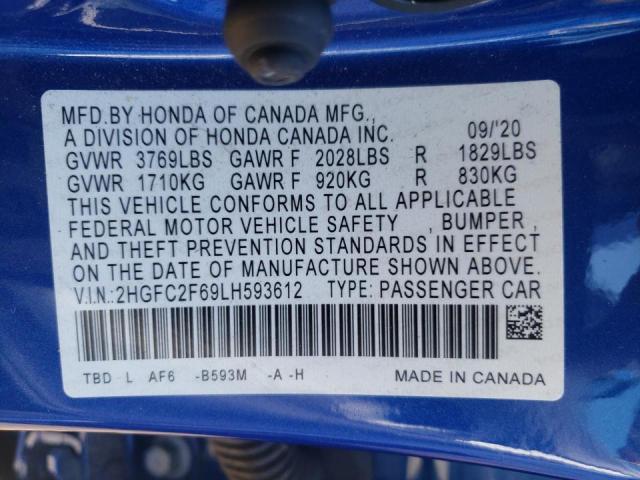 MFD.BY HONDA OF CANADA MFG.,
A DIVISION OF HONDA CANADA INC. 09/'20
GVWR 3769LBS GAWR F 2028LBS R 1829LBS
GVWR 1710KG GAWR F 920KG R 830KG
THIS VEHICLE CONFORMS TO ALL APPLICABLE
FEDERAL MOTOR VEHICLE SAFETY , BUMPER,
AND THEFT PREVENTION STANDARDS IN EFFECT
ON THE DATE OF MANUFACTURE SHOWN ABOVE.
V.I.N.:2HGFC2F69LH593612 TYPE: PASSENGER CAR
TBD L AF6 -B593M -A -H MADE IN CANADA